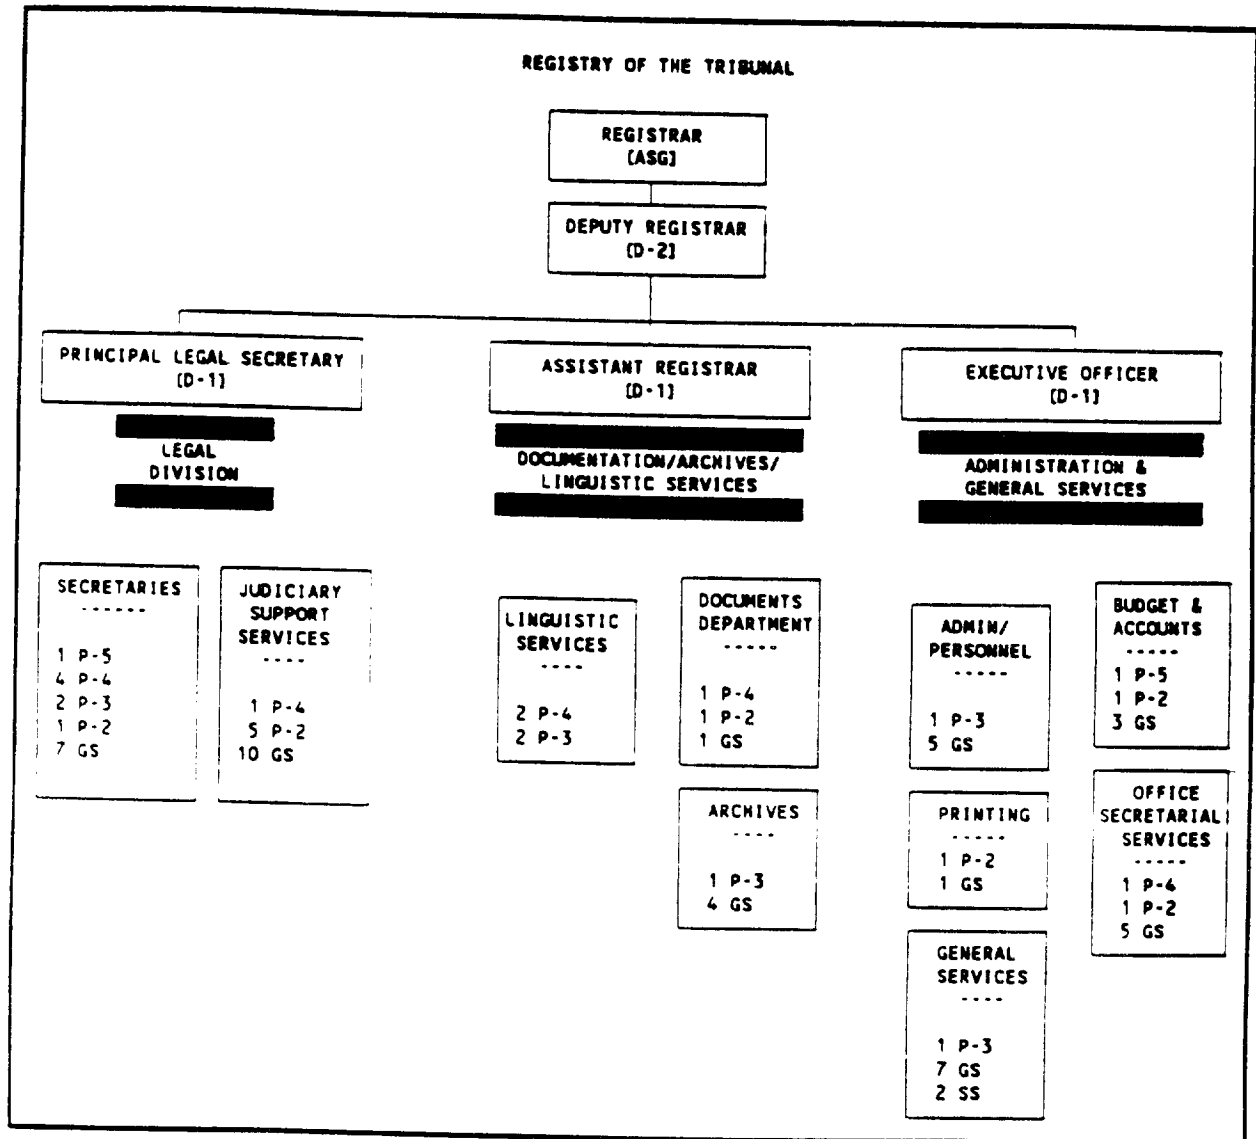 REGISTRY OF THE TRIBUNAL
REGISTRAR
[ASG]
DEPUTY REGISTRAR
[D-2]
PRINCIPAL LEGAL SECRETARY
[D-1]
LEGAL
DIVISION
SECRETARIES
------
1 P-5
4 P-4
2 P-3
1 P-2
7 GS
JUDICIARY
SUPPORT
SERVICES
----
1 P-4
5 P-2
10 GS
ASSISTANT REGISTRAR
[D-1]
DOCUMENTATION/ARCHIVES/
LINGUISTIC SERVICES
LINGUISTIC
SERVICES
----
2 P-4
2 P-3
DOCUMENTS
DEPARTMENT
-----
1 P-4
1 P-2
1 GS
ARCHIVES
----
1 P-3
4 GS
EXECUTIVE OFFICER
[D-1]
ADMINISTRATION &
GENERAL SERVICES
ADMIN/
PERSONNEL
-----
1 P-3
5 GS
PRINTING
-----
1 P-2
1 GS
GENERAL
SERVICES
----
1 P-3
7 GS
2 SS
BUDGET &
ACCOUNTS
-----
1 P-5
1 P-2
3 GS
OFFICE
SECRETARIAL
SERVICES
-----
1 P-4
1 P-2
5 GS